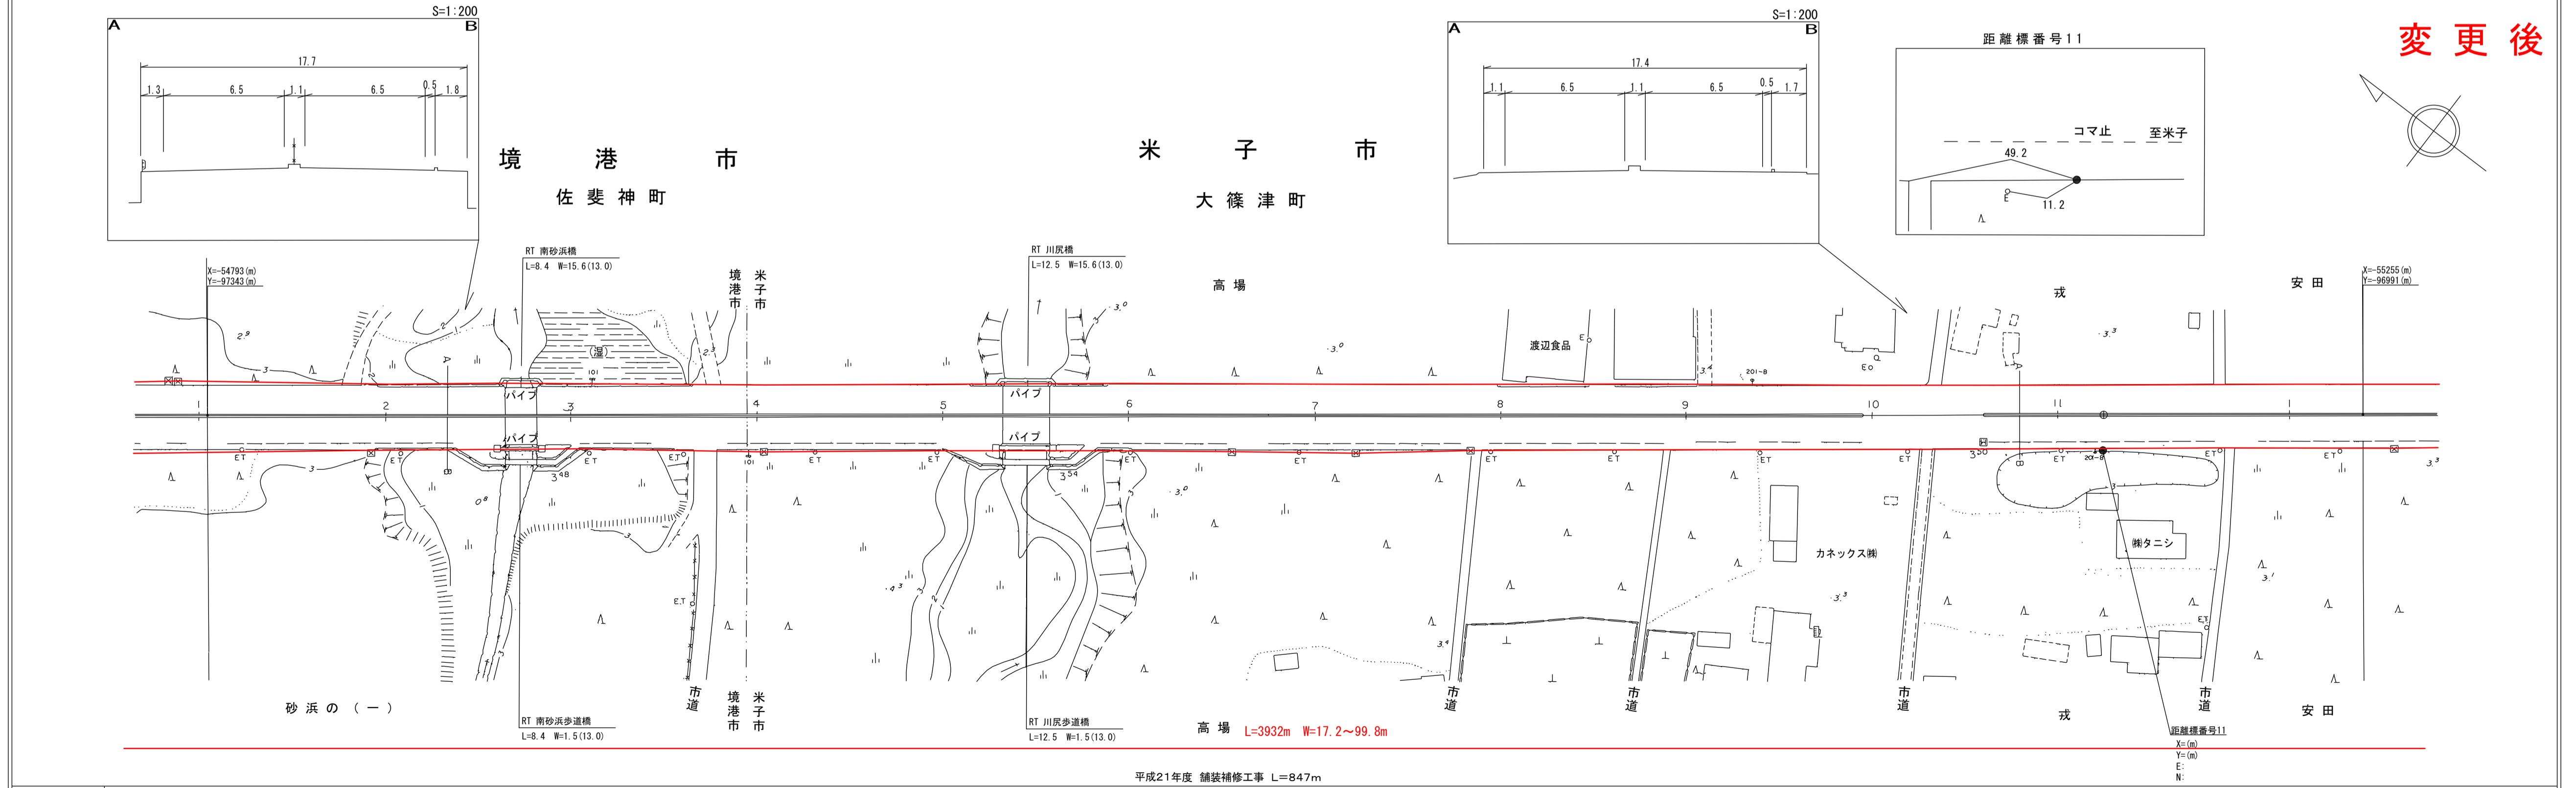 変更後
S=1:200
A
B
17.7
1.3
6.5
1.1
6.5
0.5
1.8
S=1:200
A
B
17.4
1.1
6.5
1.1
6.5
0.5
1.7
距離標番号11
コマ止
至米子
49.2
E
11.2
境港市
佐斐神町
米子市
大篠津町
X=-54793(m)
Y=-97343(m)
RT 南砂浜橋
L=8.4 W=15.6(13.0)
境港市
米子市
RT 川尻橋
L=12.5 W=15.6(13.0)
高場
戎
安田
X=-55255(m)
Y=-96991(m)
(湿)
渡辺食品
201-B
パイプ
パイプ
1
2
3
4
5
6
7
8
9
10
11
1
パイプ
パイプ
カネックス㈱
㈱タニシ
砂浜の(一)
RT 南砂浜歩道橋
L=8.4 W=1.5(13.0)
市道
境港市
米子市
RT 川尻歩道橋
L=12.5 W=1.5(13.0)
高場
L=3932m W=17.2～99.8m
市道
市道
市道
戎
市道
安田
距離標番号11
X=(m)
Y=(m)
E:
N:
平成21年度 舗装補修工事 L=847m